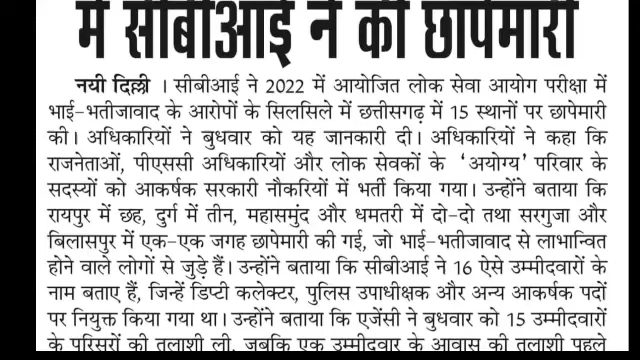 में सीबीआई ने की छापेमारी
नयी दिल्ली । सीबीआई ने 2022 में आयोजित लोक सेवा आयोग परीक्षा में
भाई-भतीजावाद के आरोपों के सिलसिले में छत्तीसगढ़ में 15 स्थानों पर छापेमारी
की। अधिकारियों ने बुधवार को यह जानकारी दी। अधिकारियों ने कहा कि
राजनेताओं, पीएससी अधिकारियों और लोक सेवकों के ‘अयोग्य’ परिवार के
सदस्यों को आकर्षक सरकारी नौकरियों में भर्ती किया गया। उन्होंने बताया कि
रायपुर में छह, दुर्ग में तीन, महासमुंद और धमतरी में दो-दो तथा सरगुजा और
बिलासपुर में एक-एक जगह छापेमारी की गई, जो भाई-भतीजावाद से लाभान्वित
होने वाले लोगों से जुड़े हैं। उन्होंने बताया कि सीबीआई ने 16 ऐसे उम्मीदवारों के
नाम बताए हैं, जिन्हें डिप्टी कलेक्टर, पुलिस उपाधीक्षक और अन्य आकर्षक पदों
पर नियुक्त किया गया था। उन्होंने बताया कि एजेंसी ने बुधवार को 15 उम्मीदवारों
के परिसरों की तलाशी ली, जबकि एक उम्मीदवार के आवास की तलाशी पहले